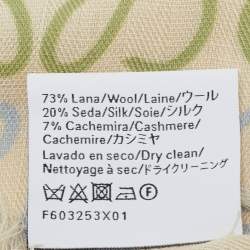 73% Lana/Wool/Laine/ウール
20% Seda/Silk/Soie/シルク
7% Cachemira/Cashmere/
Cachemire/カシミヤ
Lavado en seco/Dry clean/
Nettoyage à sec/ドライクリーニング
F603253X01